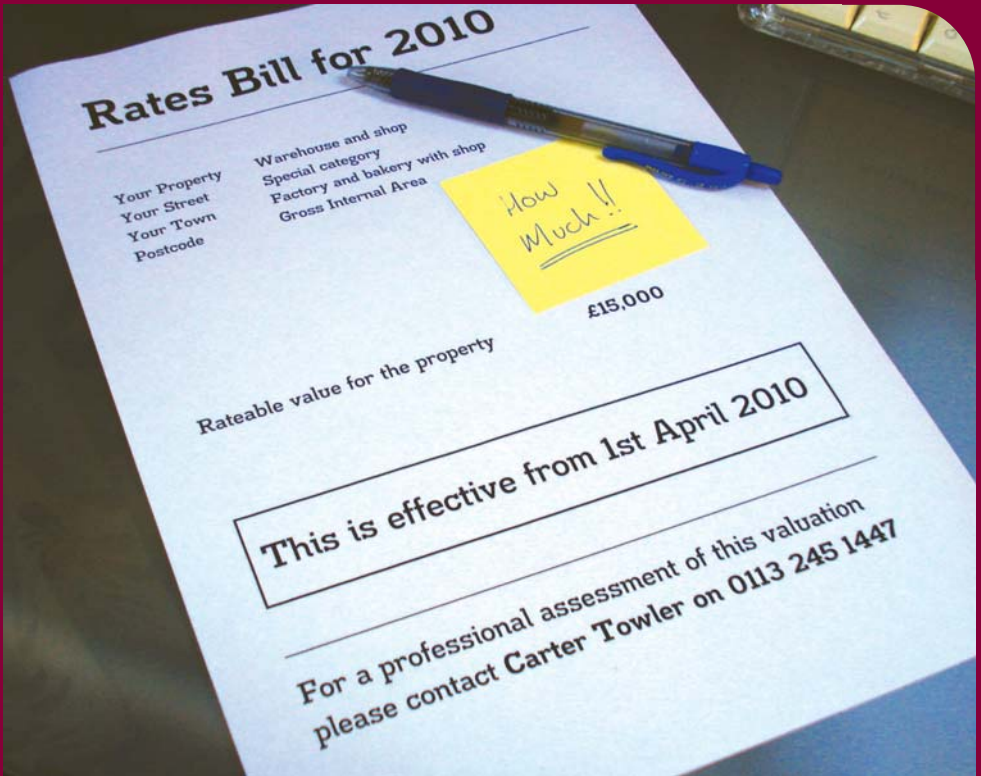 Rates Bill for 2010
Your Property
Your Street
Your Town
Postcode
Warehouse and shop
Special category
Factory and bakery with shop
Gross Internal Area
How
Much!!
£15,000
Rateable value for the property
This is effective from 1st April 2010
For a professional assessment of this valuation
please contact Carter Towler on 0113 245 1447